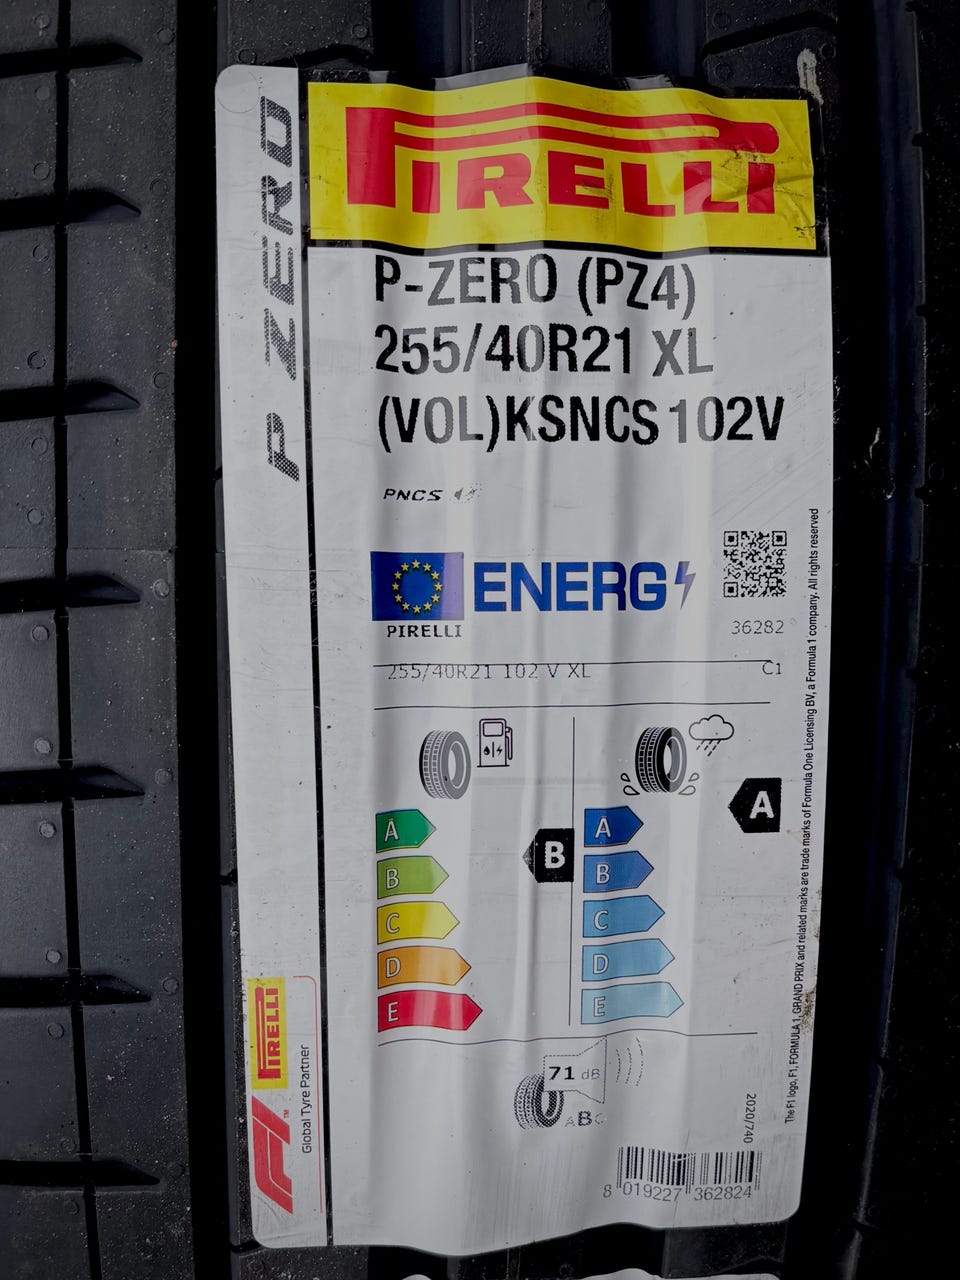 P ZERO
PIRELLI
P-ZERO (PZ4)
255/40R21 XL
(VOL)KSNCS 102V
PNCS
ENERG
PIRELLI
36282
255/40R21 102 V XL
C1
A
B
C
D
E
B
A
B
C
D
E
A
71 dB
ABC
2020/740
8 019227 362824
PIRELLI
F1™
Global Tyre Partner
The F1 logo, F1, FORMULA 1, GRAND PRIX and related marks are trade marks of Formula One Licensing BV, a Formula 1 company. All rights reserved